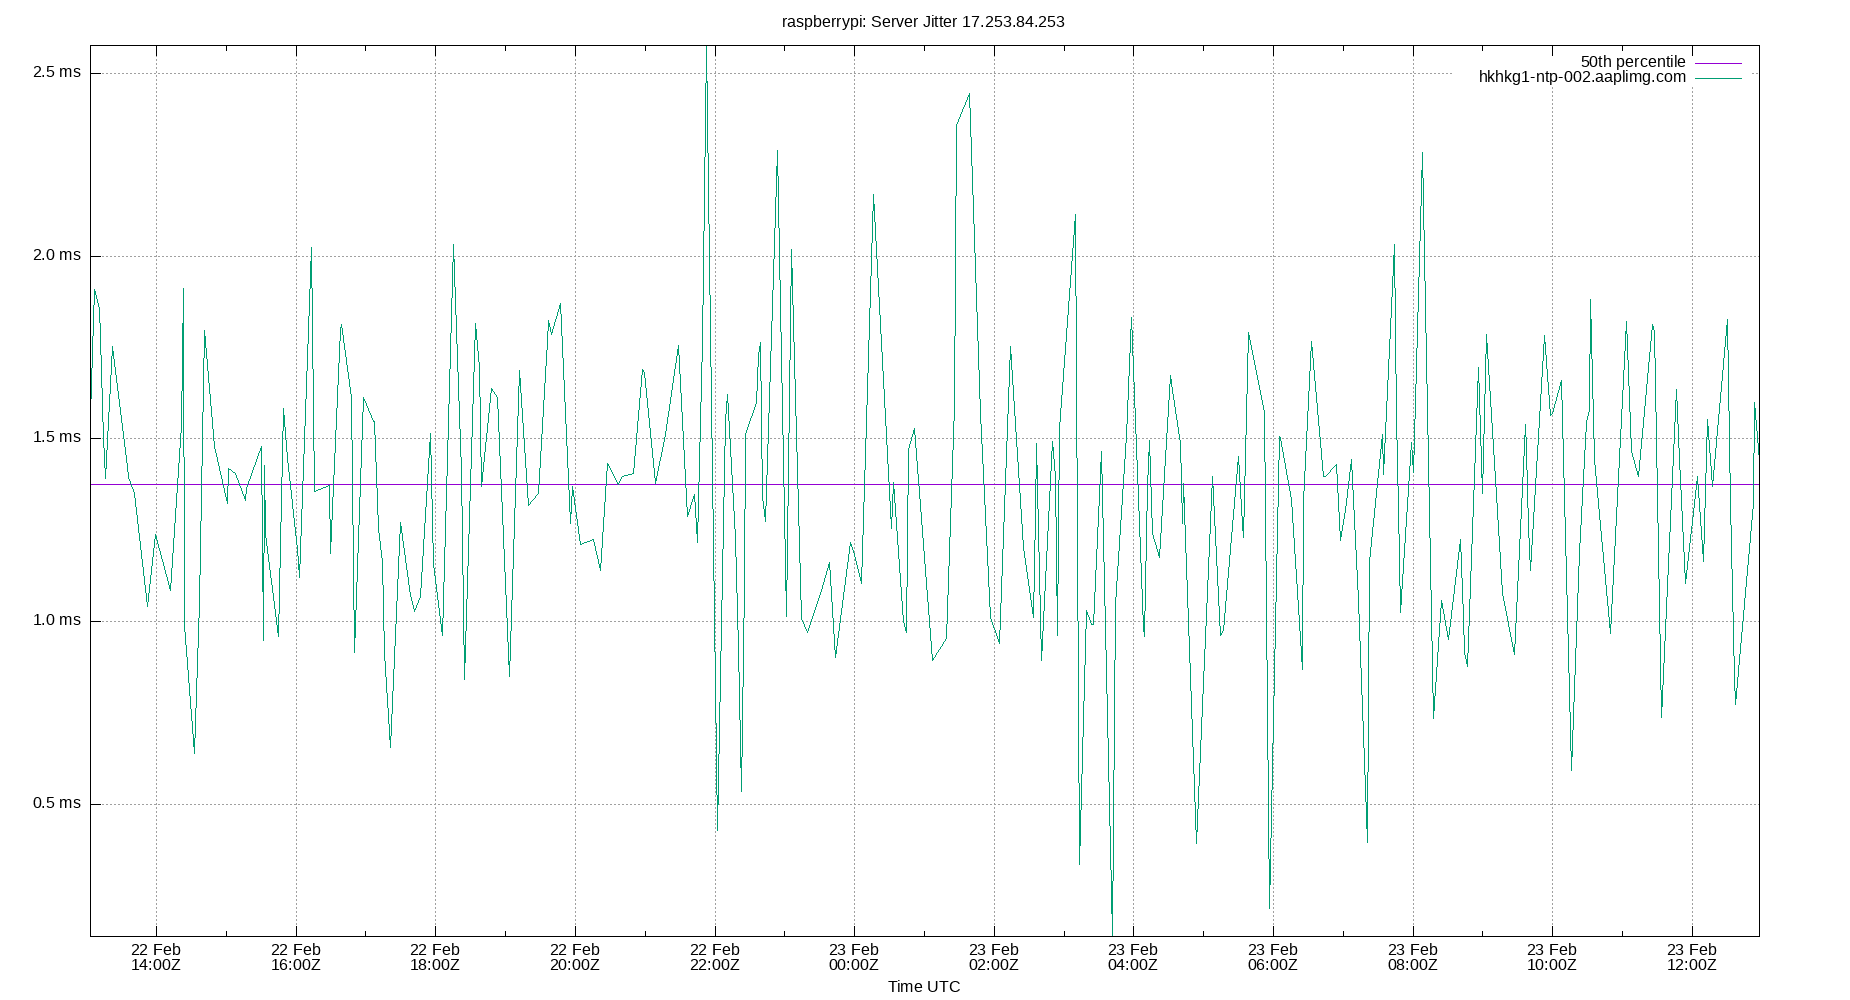 raspberrypi: Server Jitter 17.253.84.253
50th percentile
hkhkg1-ntp-002.aaplimg.com
2.5 ms
2.0 ms
1.5 ms
1.0 ms
0.5 ms
22 Feb 22 Feb 22 Feb 22 Feb 22 Feb 23 Feb 23 Feb 23 Feb 23 Feb 23 Feb 23 Feb 23 Feb
14:00Z 16:00Z 18:00Z 20:00Z 22:00Z 00:00Z 02:00Z 04:00Z 06:00Z 08:00Z 10:00Z 12:00Z
Time UTC